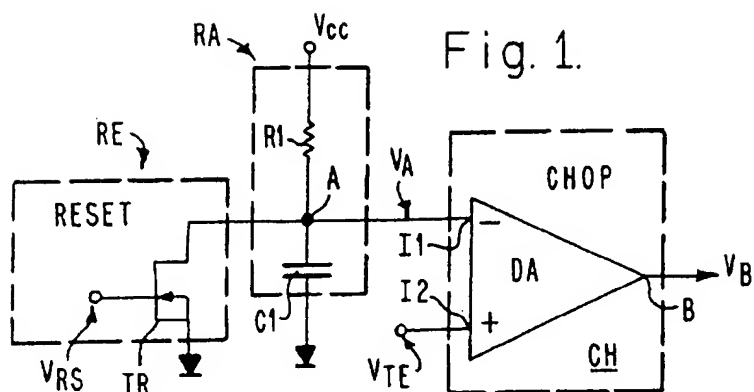 Fig. 1.
RA
Vcc
R1
RE
A
VA
CHOP
RESET
I1
−
DA
VB
I2
+
B
C1
VRS
TR
VTE
CH